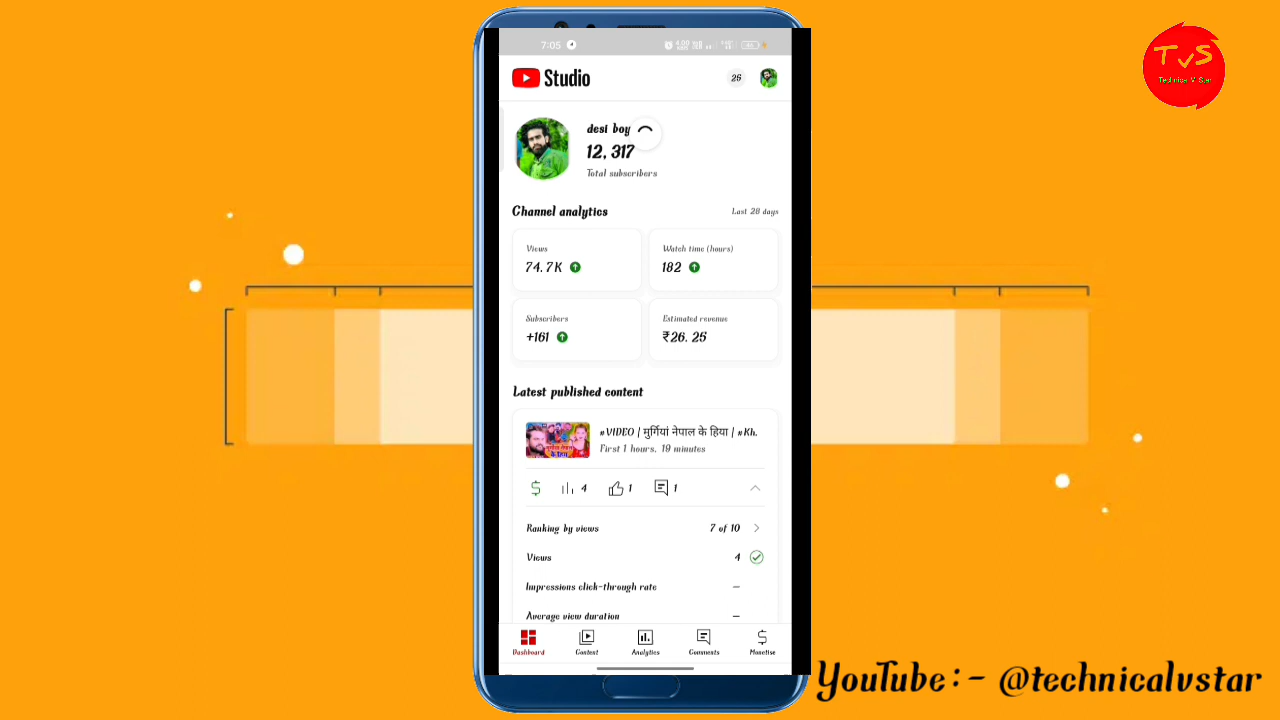 7:05
TVS
Technical V Star
Studio
26
desi boy
12,317
Total subscribers
Channel analytics
Last 28 days
Views
Watch time (hours)
74.7K
182
Subscribers
Estimated revenue
+161
₹26.25
Latest published content
#VIDEO | मुर्गियां नेपाल के हिया | #Kh.
First 1 hours, 19 minutes
4 1 1
Ranking by views 7 of 10
Views 4
Impressions click-through rate –
Average view duration –
Dashboard Content Analytics Comments Monetise
YouTube:- @technicalvstar